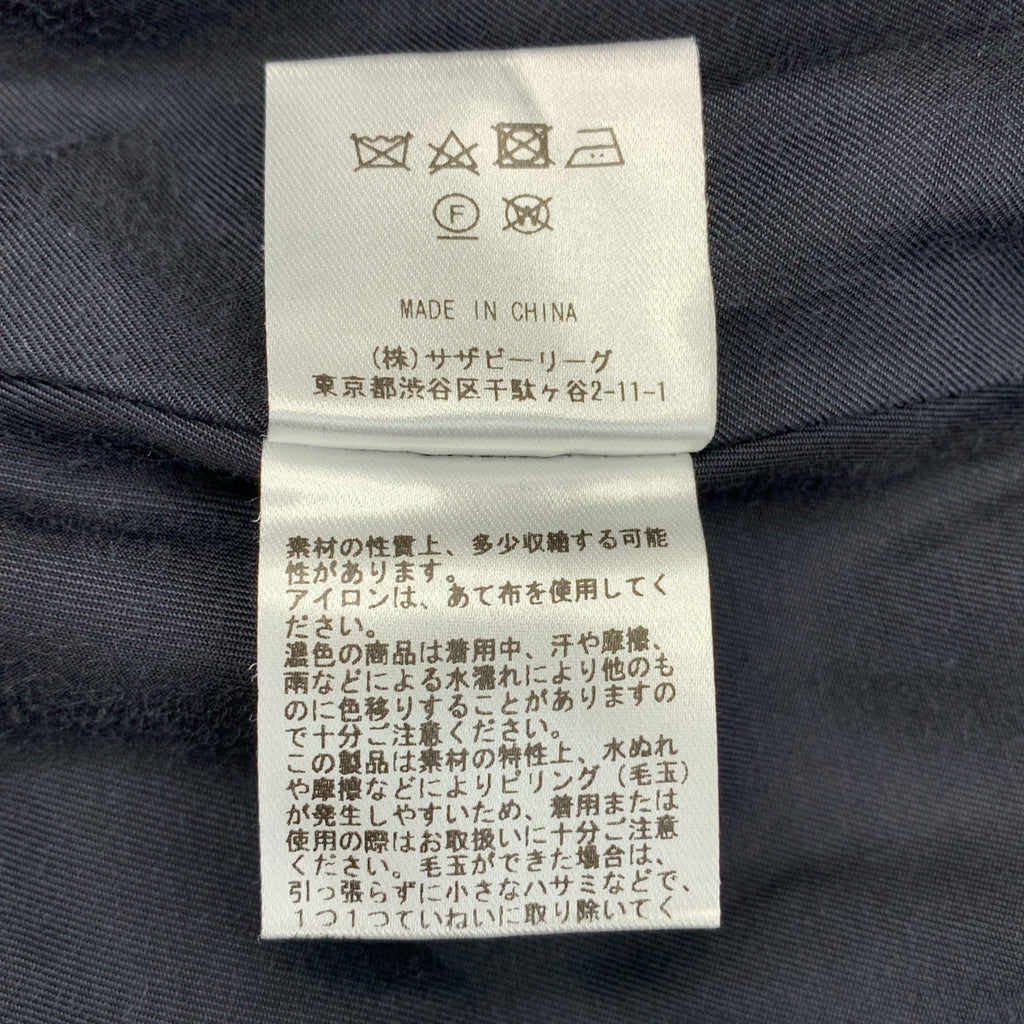 F
W
MADE IN CHINA
(株)サザビーリーグ
東京都渋谷区千駄ヶ谷2-11-1
素材の性質上、多少収縮する可能
性があります。
アイロンは、あて布を使用してく
ださい。
濃色の商品は着用中、汗や摩擦、
雨などによる水濡れにより他のも
のに色移りすることがありますの
で十分ご注意ください。
この製品は素材の特性上、水ぬれ
や摩擦などによりピリング(毛玉)
が発生しやすいため、着用または
使用の際はお取扱いに十分ご注意
ください。毛玉ができた場合は、
引っ張らずに小さなハサミなどで、
1つ1つていねいに取り除いてく